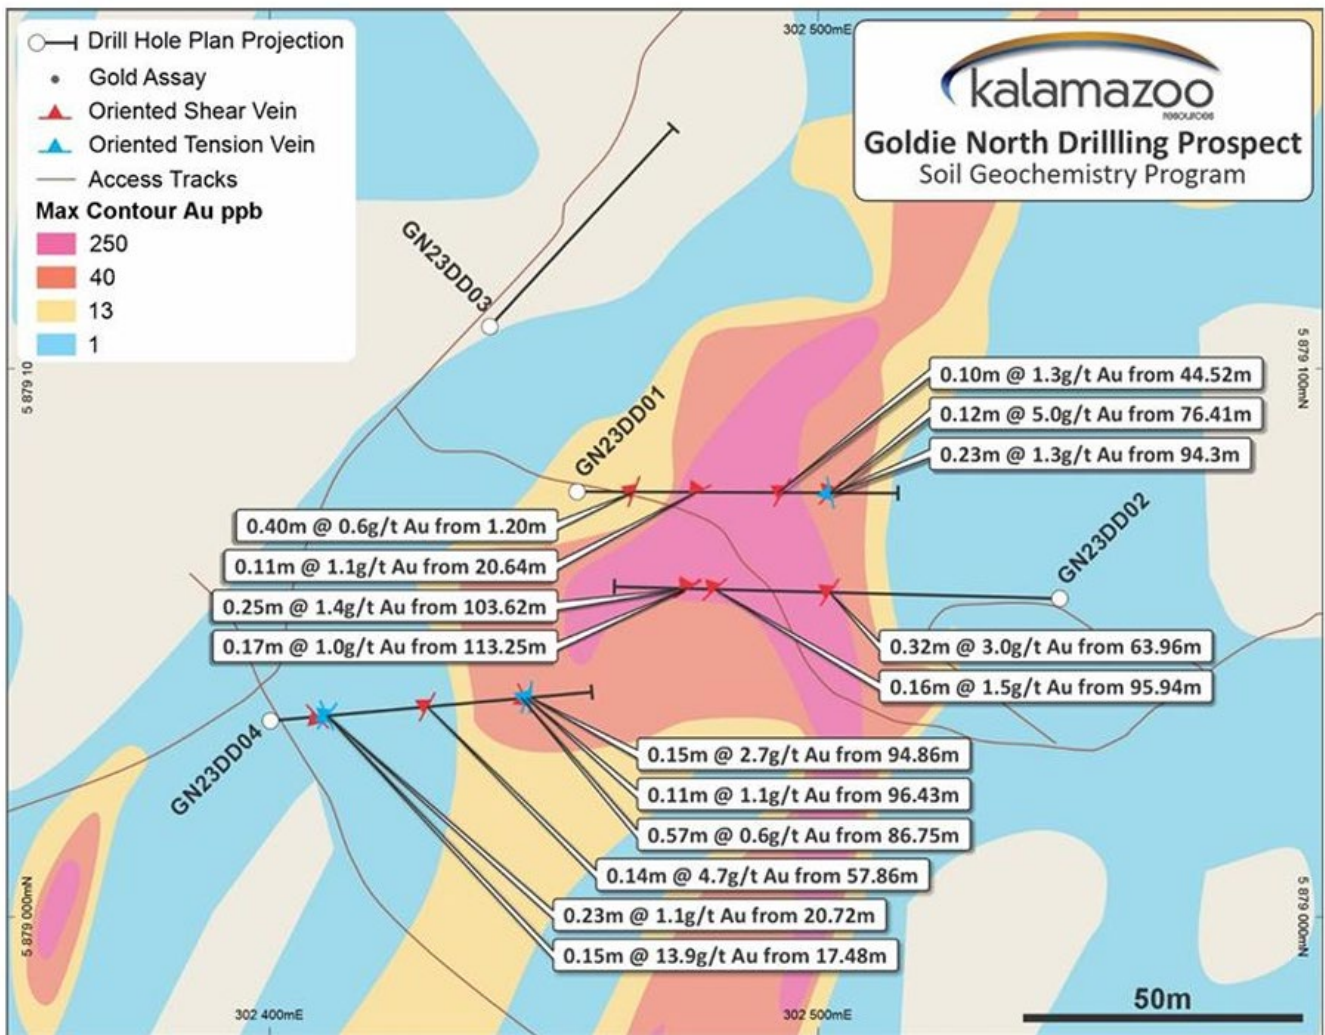 Drill Hole Plan Projection
Gold Assay
Oriented Shear Vein
Oriented Tension Vein
Access Tracks
Max Contour Au ppb
250
40
13
1
302 500mE
kalamazoo
resources
Goldie North Drillling Prospect
Soil Geochemistry Program
GN23DD03
5 879 10
5 879 100mN
GN23DD01
0.10m @ 1.3g/t Au from 44.52m
0.12m @ 5.0g/t Au from 76.41m
0.23m @ 1.3g/t Au from 94.3m
GN23DD02
0.40m @ 0.6g/t Au from 1.20m
0.11m @ 1.1g/t Au from 20.64m
0.25m @ 1.4g/t Au from 103.62m
0.17m @ 1.0g/t Au from 113.25m
0.32m @ 3.0g/t Au from 63.96m
0.16m @ 1.5g/t Au from 95.94m
GN23DD04
0.15m @ 2.7g/t Au from 94.86m
0.11m @ 1.1g/t Au from 96.43m
0.57m @ 0.6g/t Au from 86.75m
0.14m @ 4.7g/t Au from 57.86m
0.23m @ 1.1g/t Au from 20.72m
0.15m @ 13.9g/t Au from 17.48m
5 879 000mN
5 879 000mN
302 400mE
302 500mE
50m